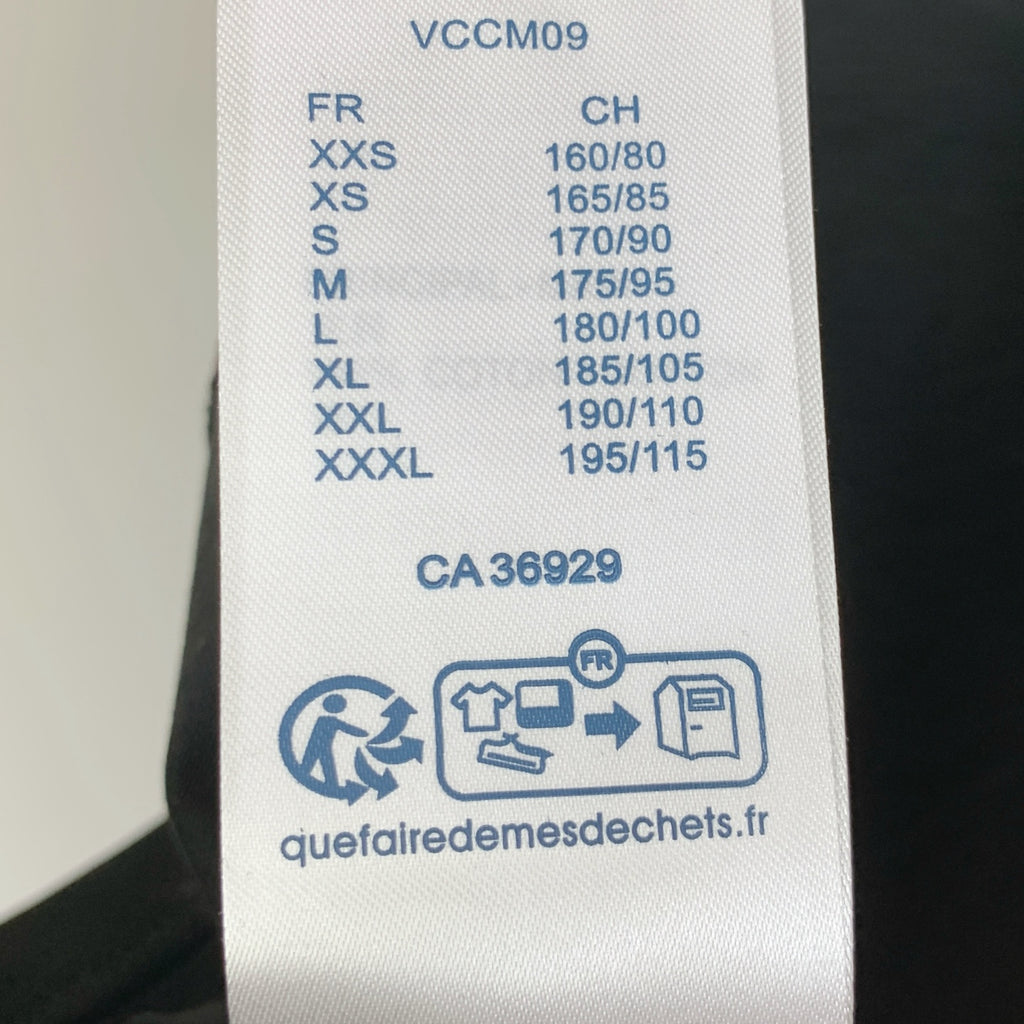 VCCM09
FR CH
XXS 160/80
XS 165/85
S 170/90
M 175/95
L 180/100
XL 185/105
XXL 190/110
XXXL 195/115
CA 36929
FR
quefairedemesdechets.fr